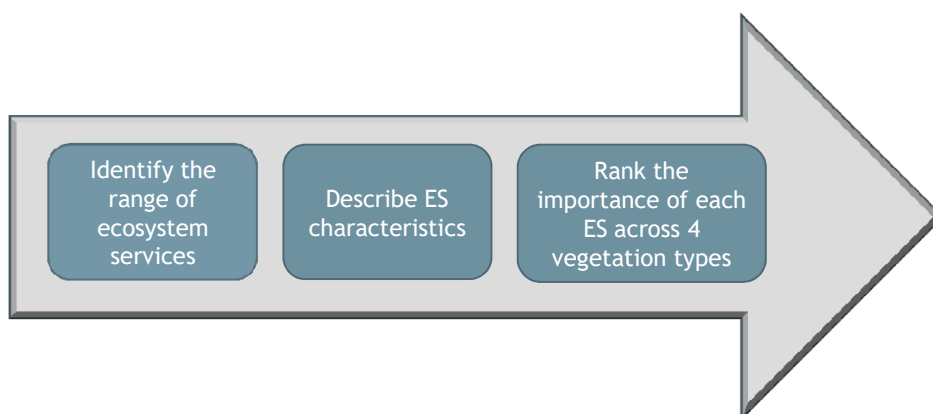 Identify the
range of
ecosystem
services
Describe ES
characteristics
Rank the
importance of each
ES across 4
vegetation types